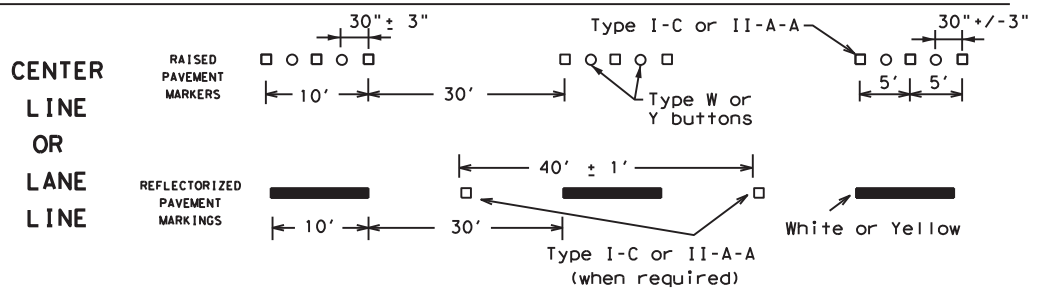 30"± 3"
Type I-C or II-A-A
30"+/-3"
CENTER
LINE
OR
LANE
LINE
RAISED
PAVEMENT
MARKERS
10'
30'
5'
5'
Type W or
Y buttons
40' ± 1'
REFLECTORIZED
PAVEMENT
MARKINGS
10'
30'
White or Yellow
Type I-C or II-A-A
(when required)